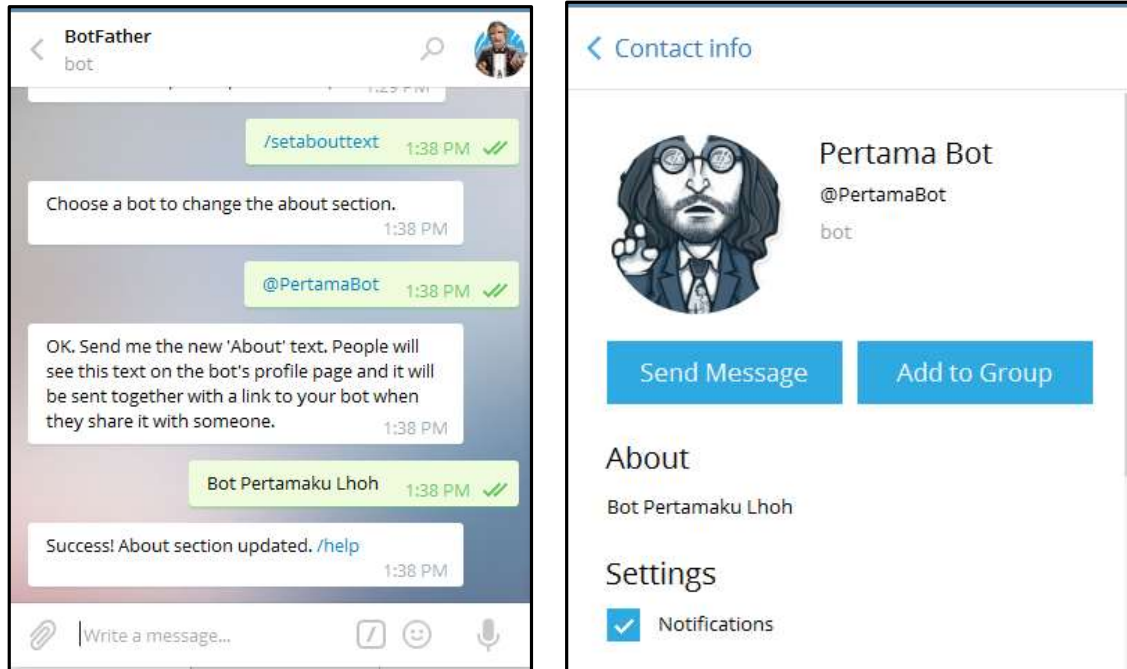 BotFather
bot
1:29 PM
/setabouttext 1:38 PM
Choose a bot to change the about section.
1:38 PM
@PertamaBot 1:38 PM
OK. Send me the new 'About' text. People will
see this text on the bot's profile page and it will
be sent together with a link to your bot when
they share it with someone. 1:38 PM
Bot Pertamaku Lhoh 1:38 PM
Success! About section updated. /help
1:38 PM
Write a message...
Contact info
Pertama Bot
@PertamaBot
bot
Send Message Add to Group
About
Bot Pertamaku Lhoh
Settings
Notifications